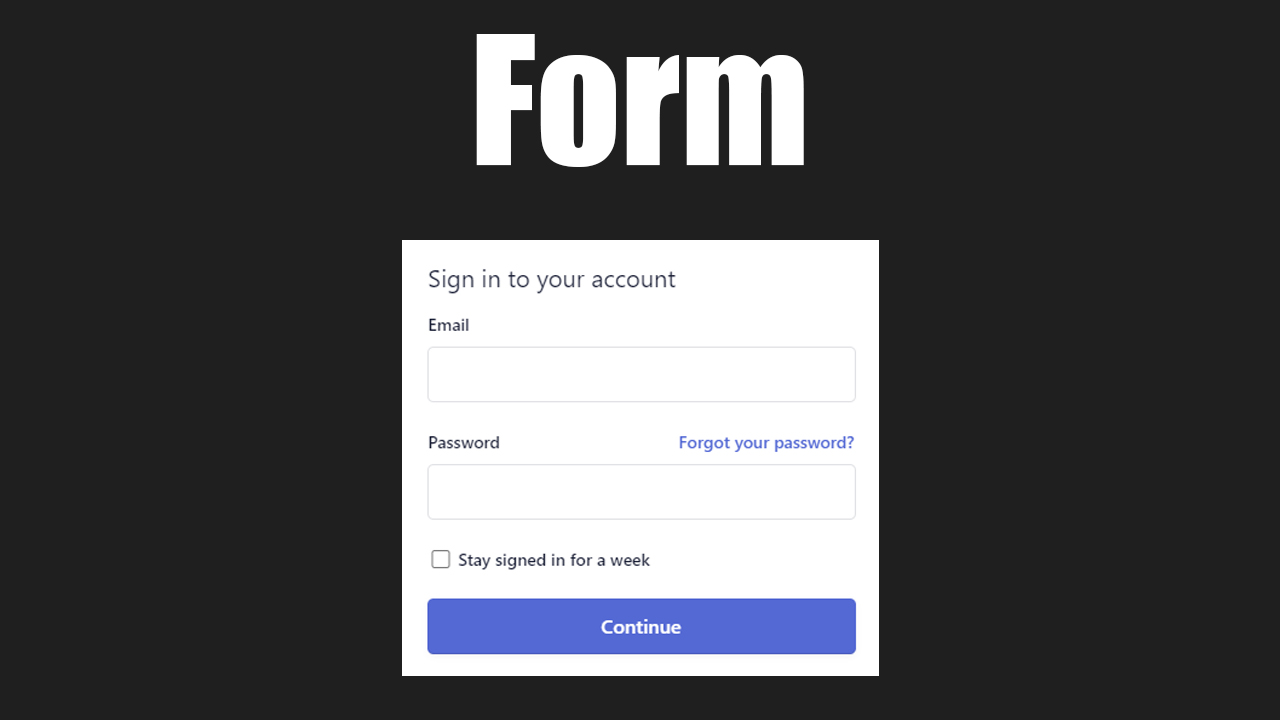 Form
Sign in to your account
Email
Password Forgot your password?
Stay signed in for a week
Continue